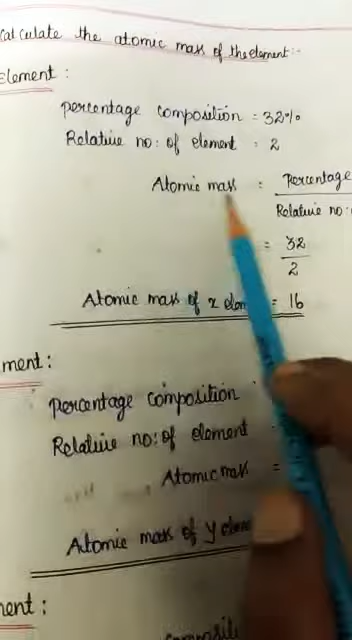 calculate the atomic mass of the element:-
element :
percentage composition = 32%
Relative no: of element = 2
Atomic mass = Percentage
Relative no:
= 32
2
Atomic mass of x = 16
ment :
Percentage composition
Relative no: of element
Atomic mass =
Atomic mass of y
ment :